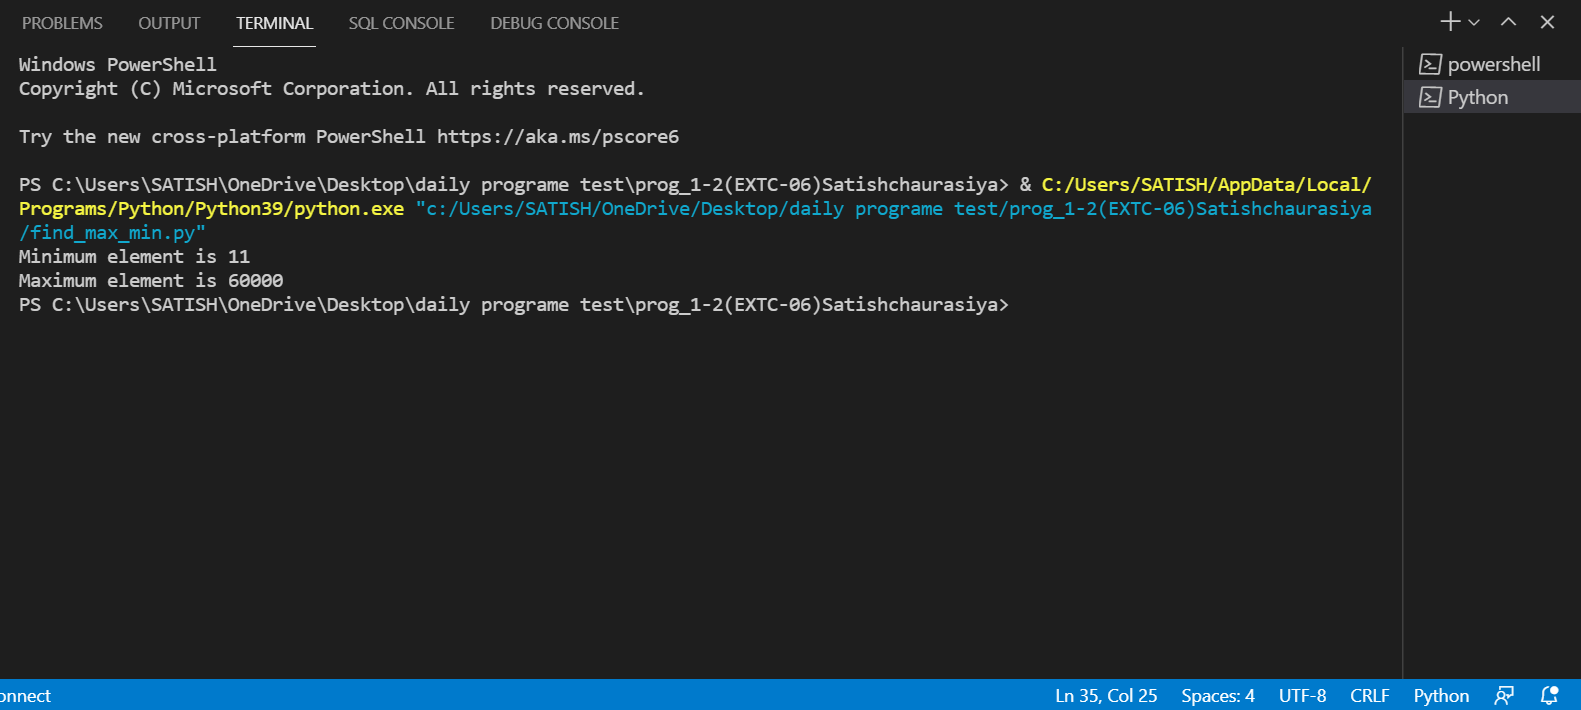 PROBLEMS OUTPUT TERMINAL SQL CONSOLE DEBUG CONSOLE
Windows PowerShell
Copyright (C) Microsoft Corporation. All rights reserved.
Try the new cross-platform PowerShell https://aka.ms/pscore6
PS C:\Users\SATISH\OneDrive\Desktop\daily programe test\prog_1-2(EXTC-06)Satishchaurasiya> & C:/Users/SATISH/AppData/Local/
Programs/Python/Python39/python.exe "c:/Users/SATISH/OneDrive/Desktop/daily programe test/prog_1-2(EXTC-06)Satishchaurasiya
/find_max_min.py"
Minimum element is 11
Maximum element is 60000
PS C:\Users\SATISH\OneDrive\Desktop\daily programe test\prog_1-2(EXTC-06)Satishchaurasiya>
powershell
Python
onnect Ln 35, Col 25 Spaces: 4 UTF-8 CRLF Python